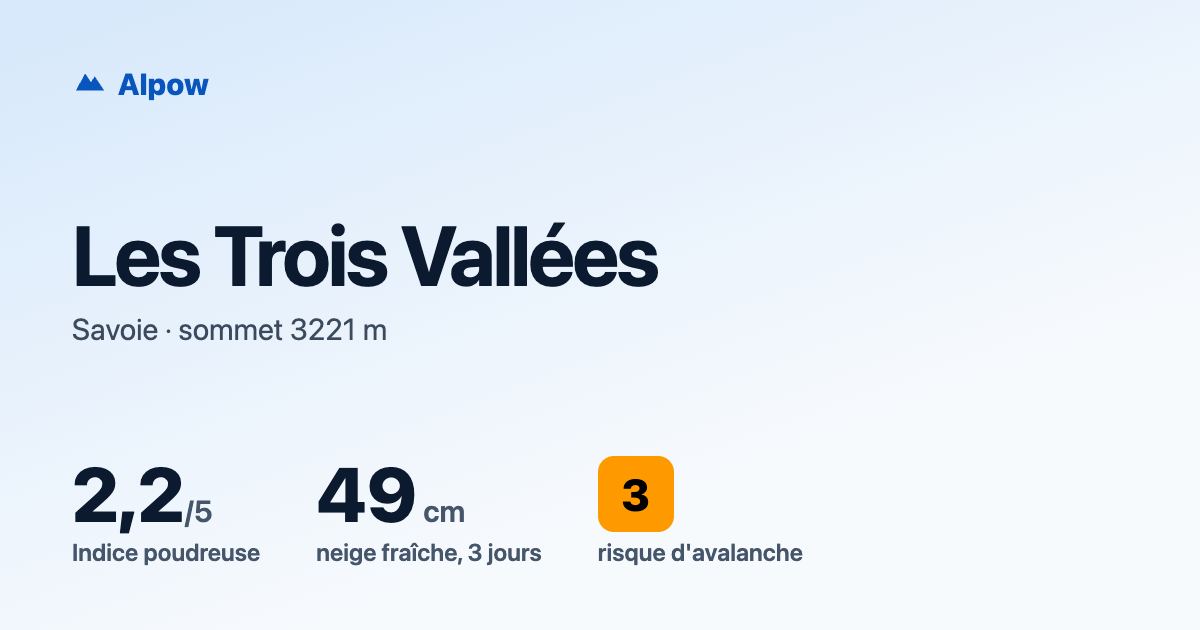 Alpow
Les Trois Vallées
Savoie · sommet 3221 m
2,2/5
Indice poudreuse
49 cm
neige fraîche, 3 jours
3
risque d'avalanche